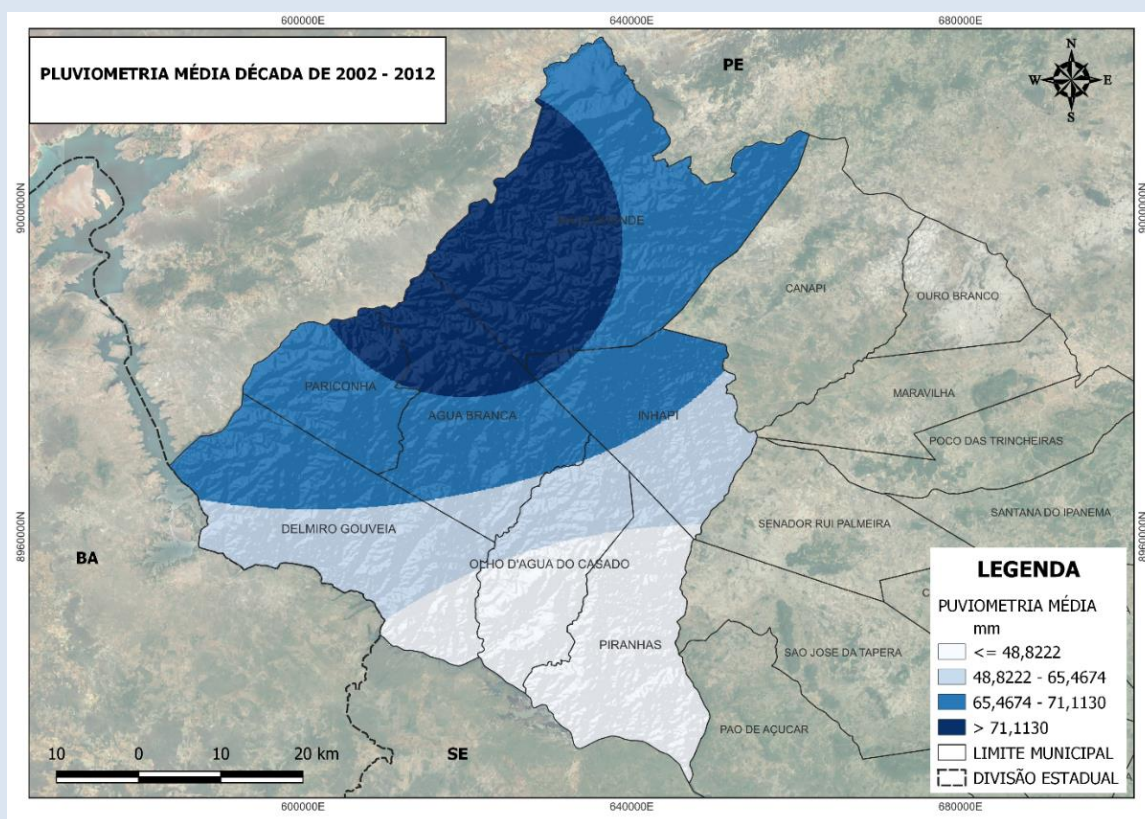 600000E
640000E
680000E
PLUVIOMETRIA MÉDIA DÉCADA DE 2002 - 2012
PE
N
W E
S
9000000N
9000000N
CANAPI
OURO BRANCO
PARICONHA
AGUA BRANCA
INHAPI
MARAVILHA
POCO DAS TRINCHEIRAS
DELMIRO GOUVEIA
SENADOR RUI PALMEIRA
SANTANA DO IPANEMA
8960000N
8960000N
BA
OLHO D'AGUA DO CASADO
PIRANHAS
SAO JOSE DA TAPERA
PAO DE AÇUCAR
SE
LEGENDA
PUVIOMETRIA MÉDIA
mm
<= 48,8222
48,8222 - 65,4674
65,4674 - 71,1130
> 71,1130
LIMITE MUNICIPAL
DIVISÃO ESTADUAL
10 0 10 20 km
600000E
640000E
680000E